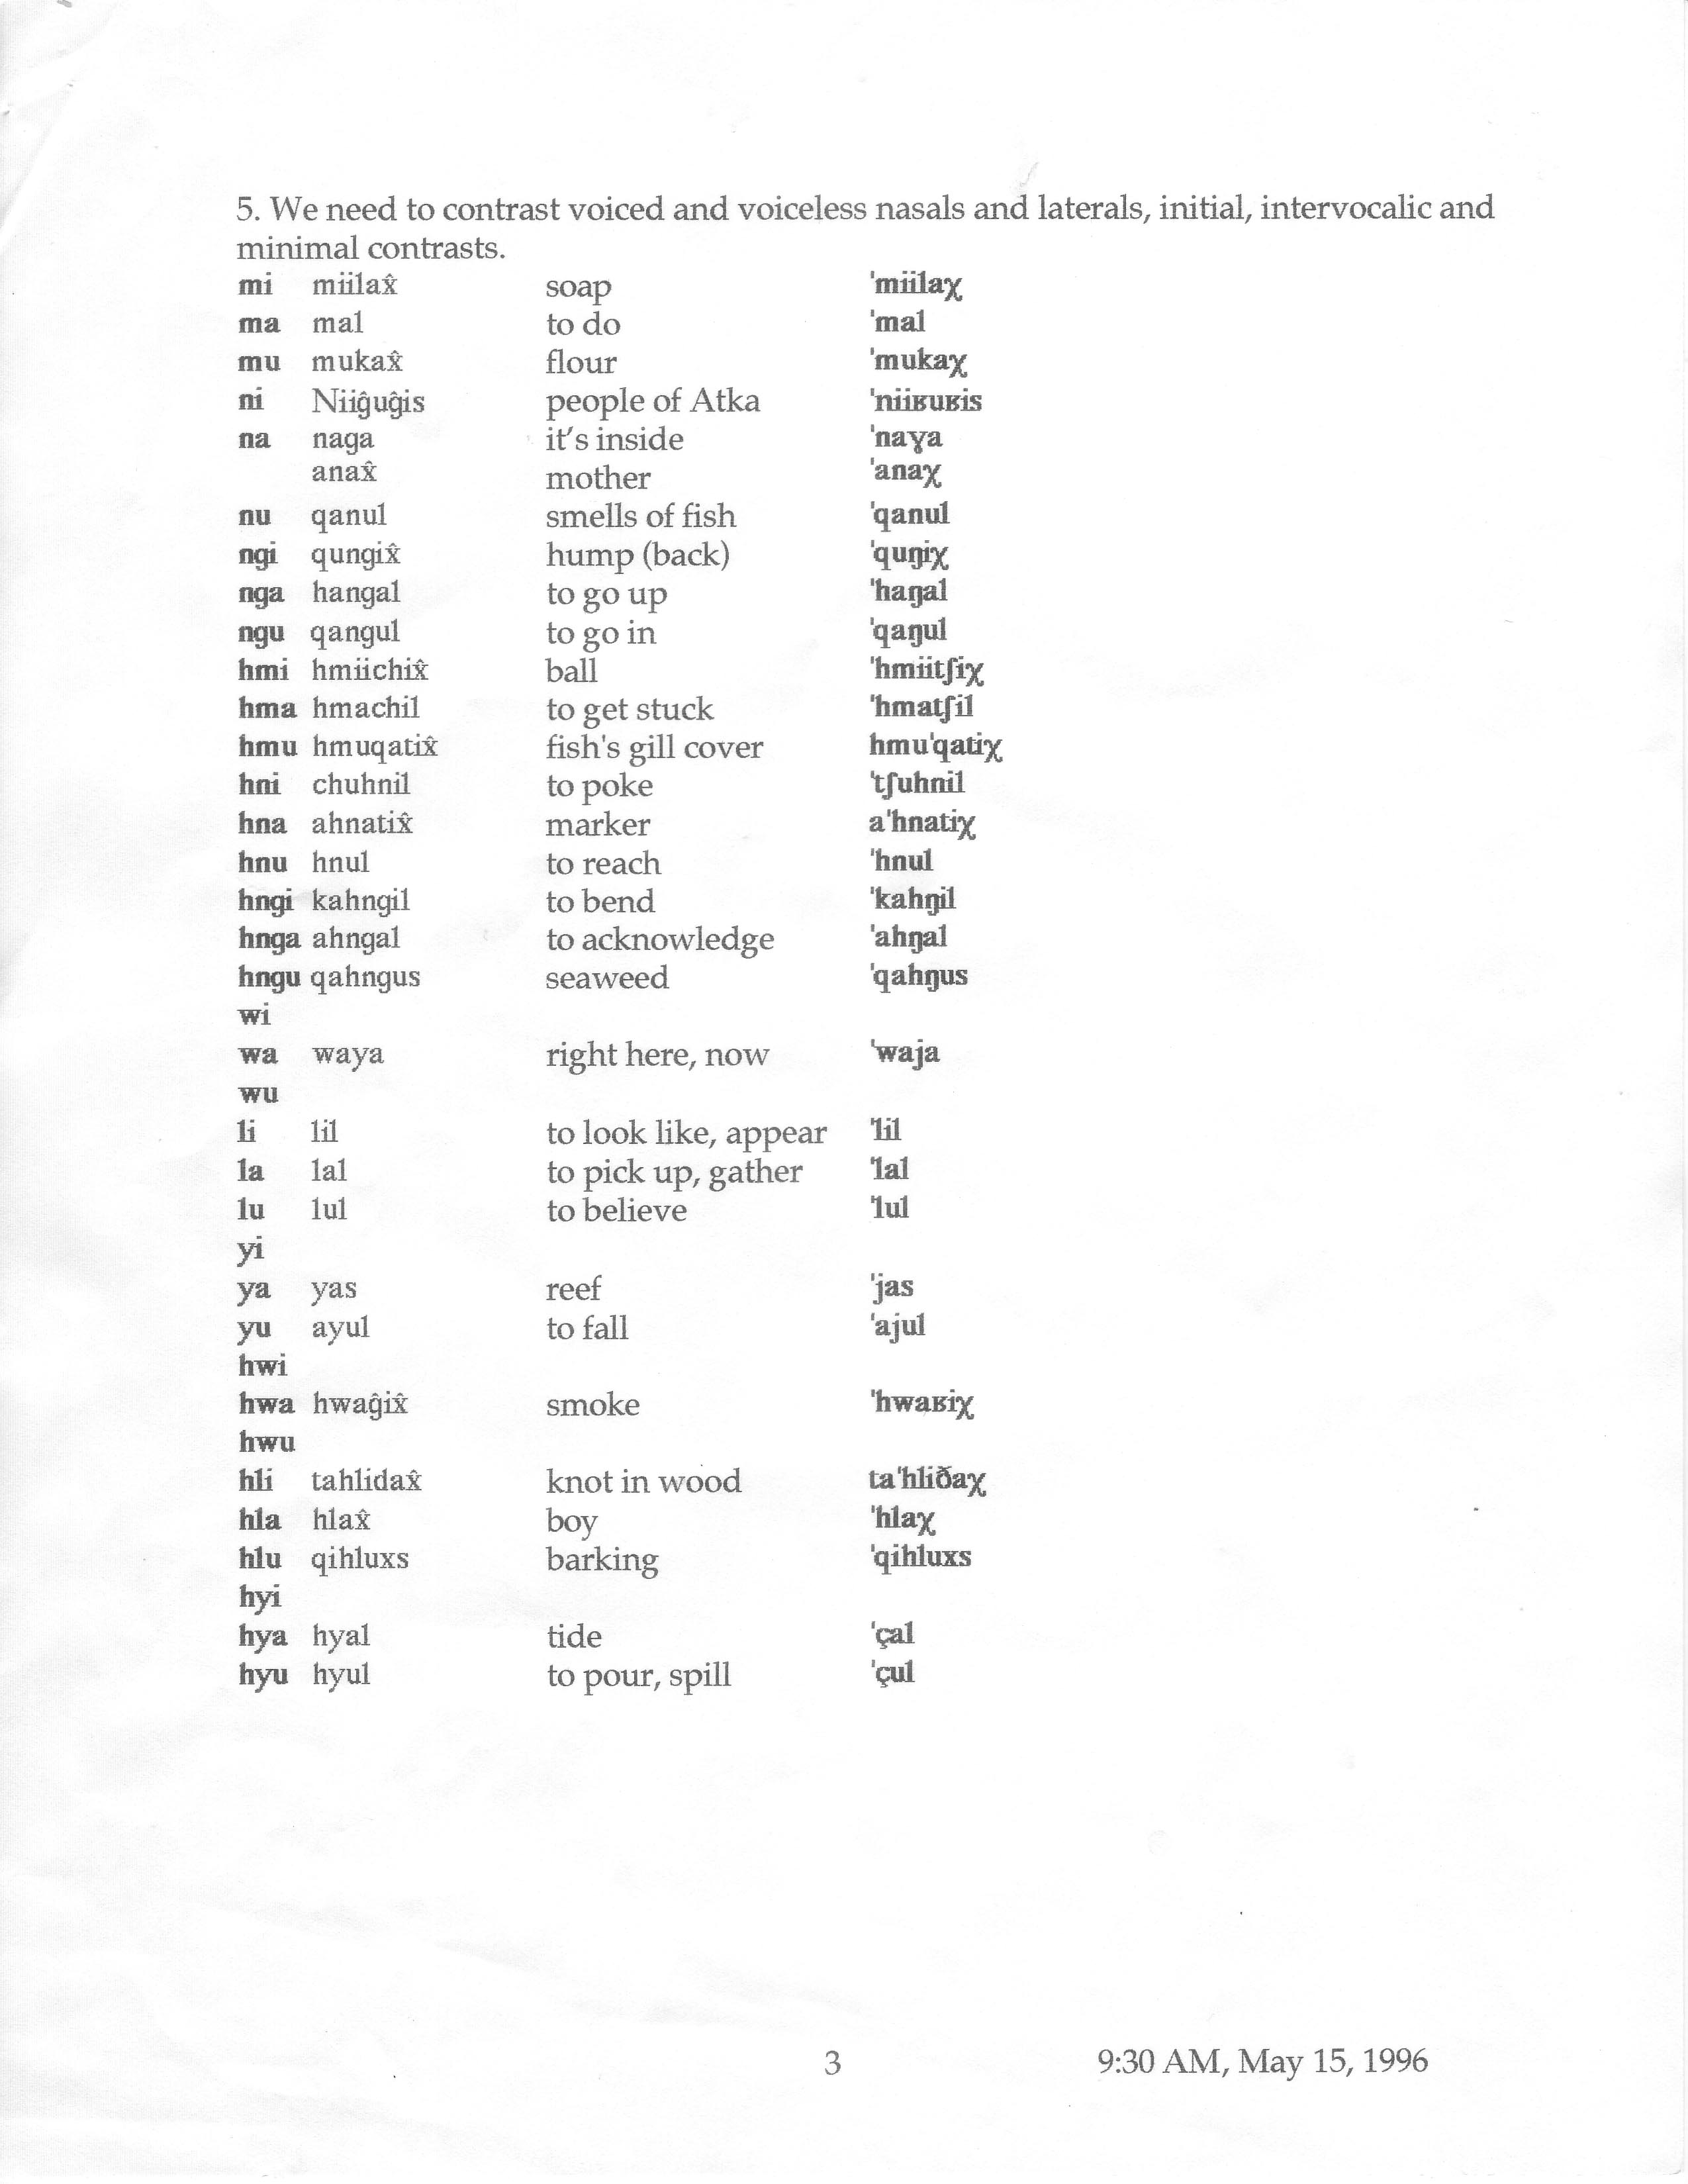 5. We need to contrast voiced and voiceless nasals and laterals, initial, intervocalic and
minimal contrasts.
mi miilax̂ soap ˈmiilaχ
ma mal to do ˈmal
mu mukax̂ flour ˈmukaχ
ni Niiĝuĝis people of Atka ˈniiʁuʁis
na naga it's inside ˈnaɣa
anax̂ mother ˈanaχ
nu qanul smells of fish ˈqanul
ngi qungix̂ hump (back) ˈquŋiχ
nga hangal to go up ˈhaŋal
ngu qangul to go in ˈqaŋul
hmi hmiichix̂ ball ˈhmiitʃiχ
hma hmachil to get stuck ˈhmatʃil
hmu hmuqatix̂ fish's gill cover hmuˈqatiχ
hni chuhnil to poke ˈtʃuhnil
hna ahnatix̂ marker aˈhnatiχ
hnu hnul to reach ˈhnul
hngi kahngil to bend ˈkahŋil
hnga ahngal to acknowledge ˈahŋal
hngu qahngus seaweed ˈqahŋus
wi
wa waya right here, now ˈwaja
wu
li lil to look like, appear ˈlil
la lal to pick up, gather ˈlal
lu lul to believe ˈlul
yi
ya yas reef ˈjas
yu ayul to fall ˈajul
hwi
hwa hwaĝix̂ smoke ˈhwaʁiχ
hwu
hli tahlidax̂ knot in wood taˈhliðaχ
hla hlax̂ boy ˈhlaχ
hlu qihluxs barking ˈqihluxs
hyi
hya hyal tide ˈçal
hyu hyul to pour, spill ˈçul
3 9:30 AM, May 15, 1996